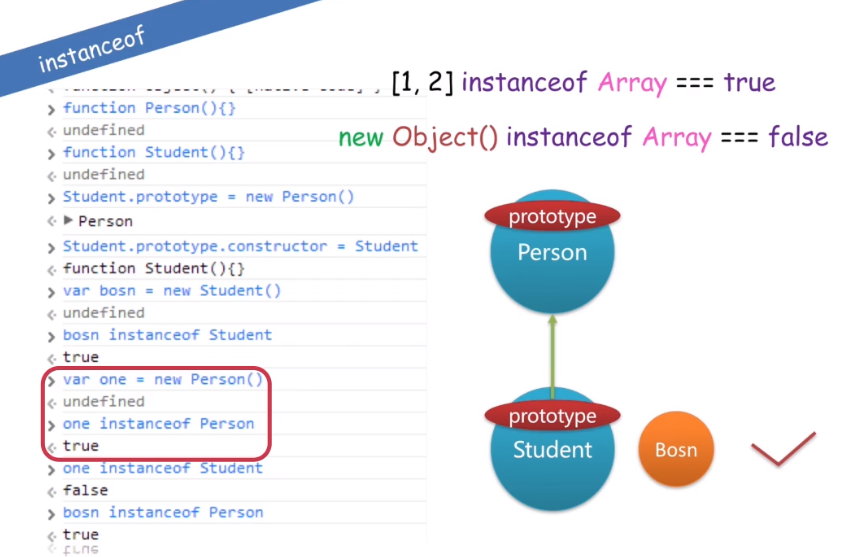 instanceof
[1, 2] instanceof Array === true
new Object() instanceof Array === false
> function Person(){}
<· undefined
> function Student(){}
<· undefined
> Student.prototype = new Person()
<· ▶ Person
> Student.prototype.constructor = Student
<· function Student(){}
> var bosn = new Student()
<· undefined
> bosn instanceof Student
<· true
> var one = new Person()
<· undefined
> one instanceof Person
<· true
> one instanceof Student
<· false
> bosn instanceof Person
<· true
prototype
Person
prototype
Student
Bosn